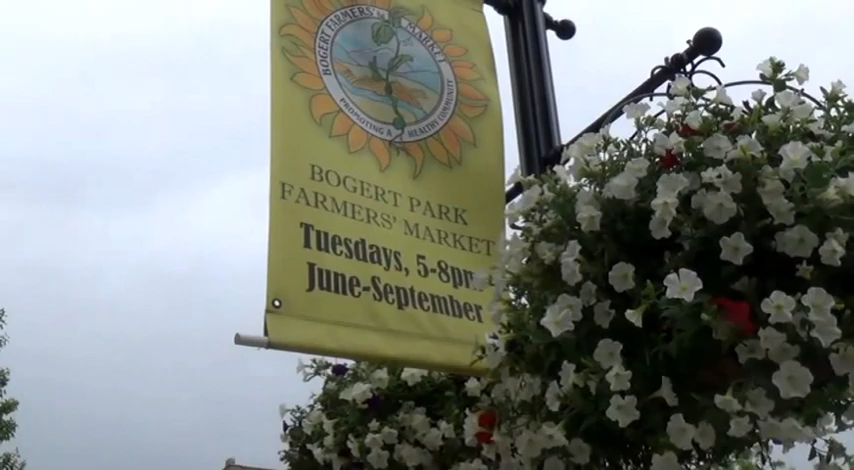 BOGERT FARMERS' MARKET
PROMOTING A HEALTHY COMMUNITY
BOGERT PARK
FARMERS' MARKET
Tuesdays, 5-8pm
June-September